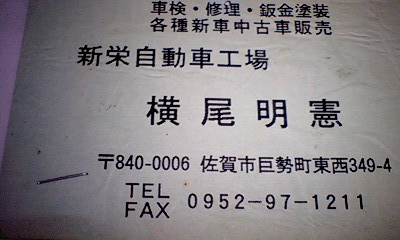 車検・修理・鈑金塗装
各種新車中古車販売
新栄自動車工場
横尾明憲
〒840-0006 佐賀市巨勢町東西349-4
TEL
FAX 0952-97-1211